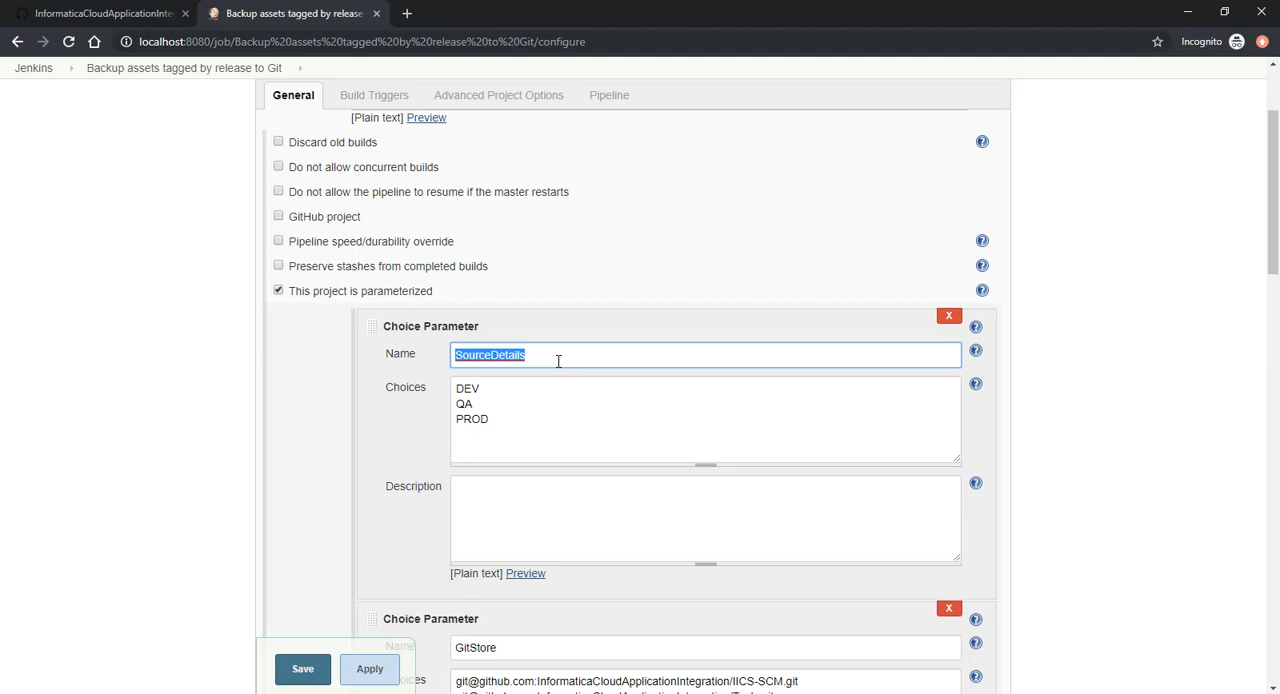 InformaticaCloudApplicationInte
Backup assets tagged by release
localhost:8080/job/Backup%20assets%20tagged%20by%20release%20to%20Git/configure
Incognito
Jenkins
Backup assets tagged by release to Git
General
Build Triggers
Advanced Project Options
Pipeline
[Plain text] Preview
Discard old builds
Do not allow concurrent builds
Do not allow the pipeline to resume if the master restarts
GitHub project
Pipeline speed/durability override
Preserve stashes from completed builds
This project is parameterized
X
Choice Parameter
Name
SourceDetails
Choices
DEV
QA
PROD
Description
[Plain text] Preview
X
Choice Parameter
Name
GitStore
git@github.com:InformaticaCloudApplicationIntegration/IICS-SCM.git
Save
Apply